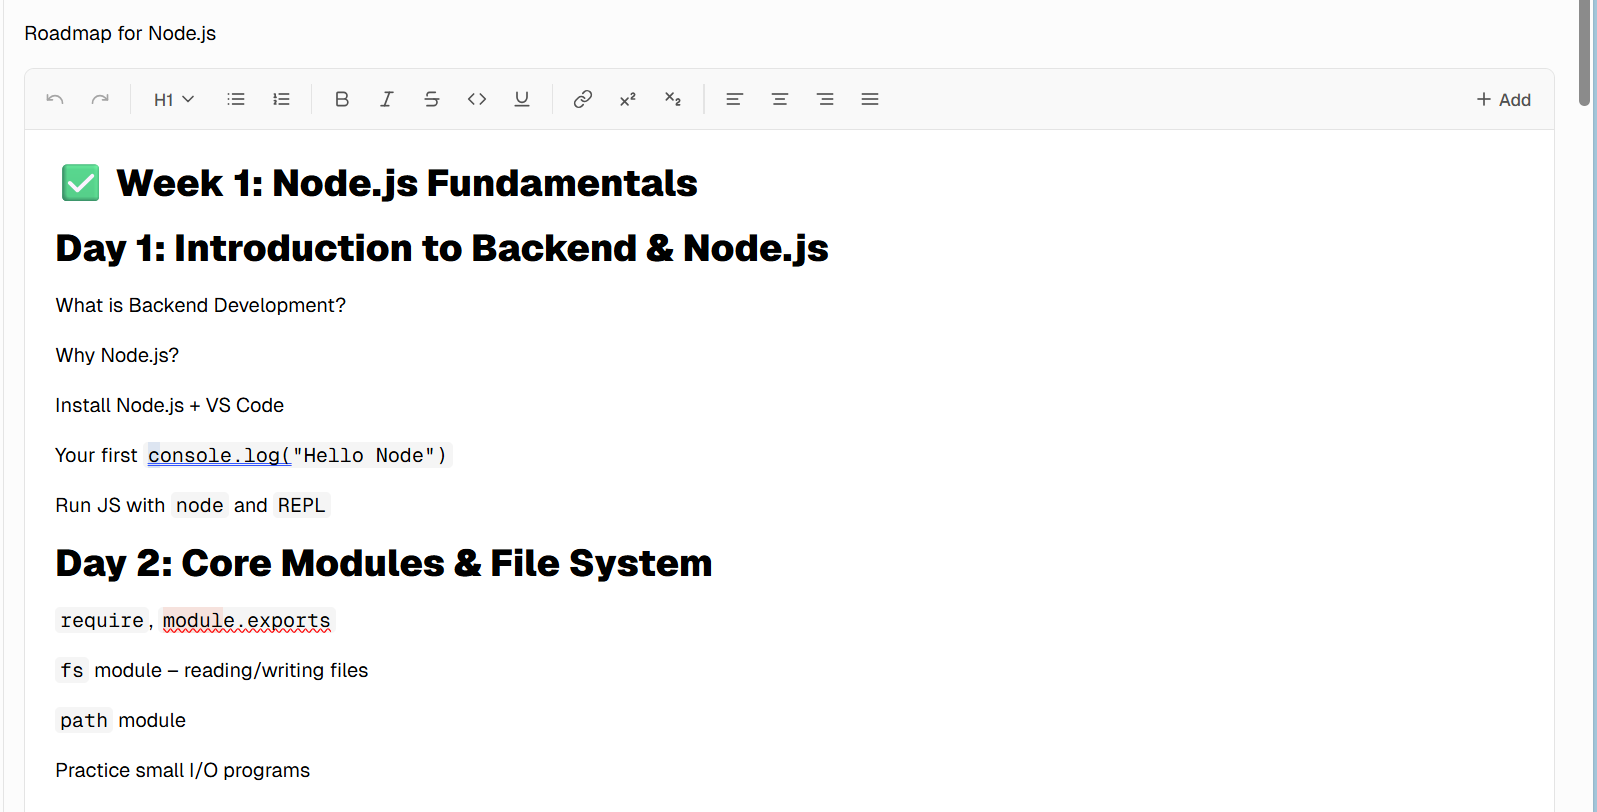 Roadmap for Node.js
H1
+ Add
✅ Week 1: Node.js Fundamentals
Day 1: Introduction to Backend & Node.js
What is Backend Development?
Why Node.js?
Install Node.js + VS Code
Your first console.log("Hello Node")
Run JS with node and REPL
Day 2: Core Modules & File System
require, module.exports
fs module – reading/writing files
path module
Practice small I/O programs